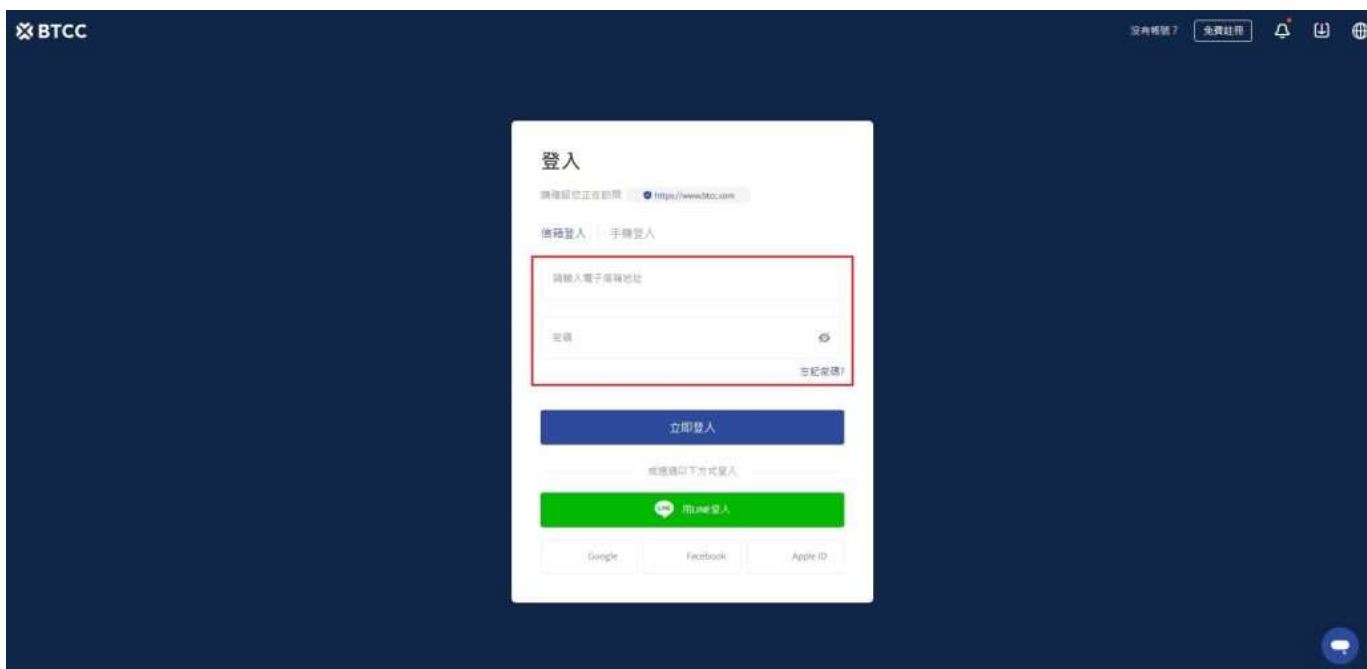 BTCC
沒有帳號？ 免費註冊
登入
請確認您正在訪問 https://www.btcc.com
信箱登入 手機登入
請輸入電子信箱地址
密碼
忘記密碼?
立即登入
或透過以下方式登入
LINE 用LINE登入
Google Facebook Apple ID